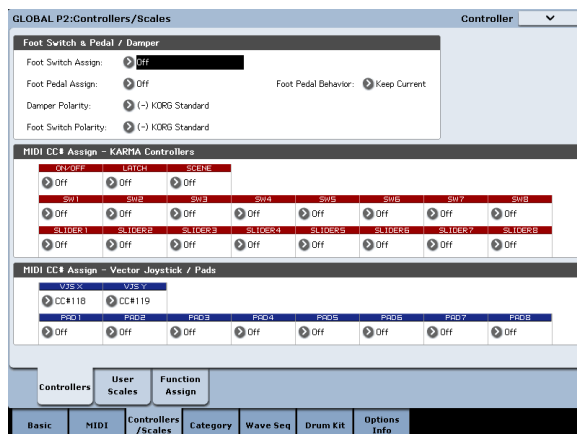 GLOBAL P2:Controllers/Scales Controller
Foot Switch & Pedal / Damper
Foot Switch Assign: Off
Foot Pedal Assign: Off Foot Pedal Behavior: Keep Current
Damper Polarity: (-) KORG Standard
Foot Switch Polarity: (-) KORG Standard
MIDI CC# Assign - KARMA Controllers
ON/OFF LATCH SCENE
Off Off Off
SW1 SW2 SW3 SW4 SW5 SW6 SW7 SW8
Off Off Off Off Off Off Off Off
SLIDER1 SLIDER2 SLIDER3 SLIDER4 SLIDER5 SLIDER6 SLIDER7 SLIDER8
Off Off Off Off Off Off Off Off
MIDI CC# Assign - Vector Joystick / Pads
VJS X VJS Y
CC#118 CC#119
PAD1 PAD2 PAD3 PAD4 PAD5 PAD6 PAD7 PAD8
Off Off Off Off Off Off Off Off
Controllers User Scales Function Assign
Basic MIDI Controllers /Scales Category Wave Seq Drum Kit Options Info